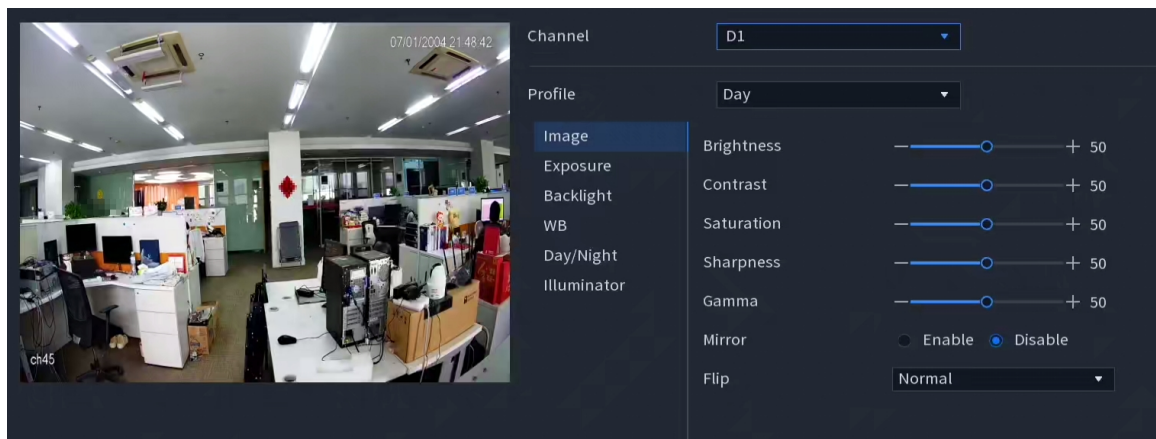 07/01/2004 21:48:42
ch45
Channel
D1
Profile
Day
Image
Exposure
Backlight
WB
Day/Night
Illuminator
Brightness
50
Contrast
50
Saturation
50
Sharpness
50
Gamma
50
Mirror
Enable
Disable
Flip
Normal